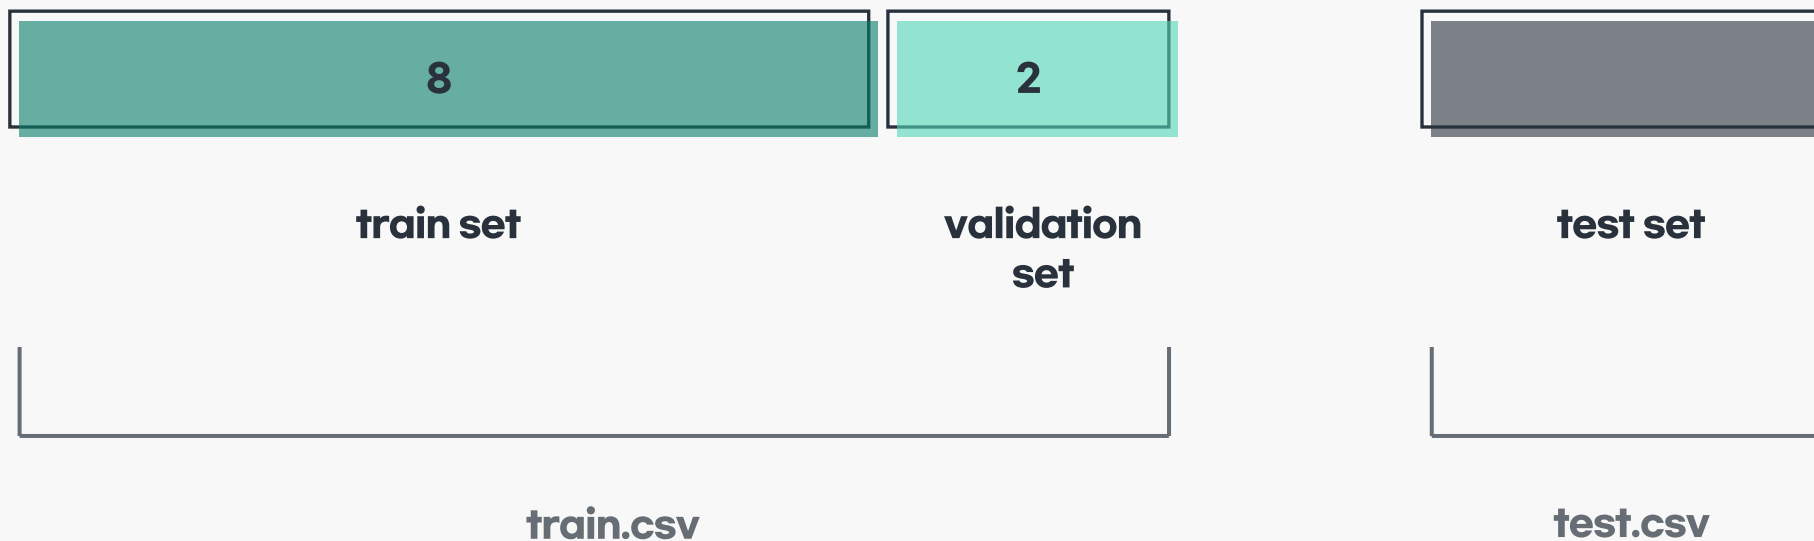 8
2
train set
validation
set
test set
train.csv
test.csv